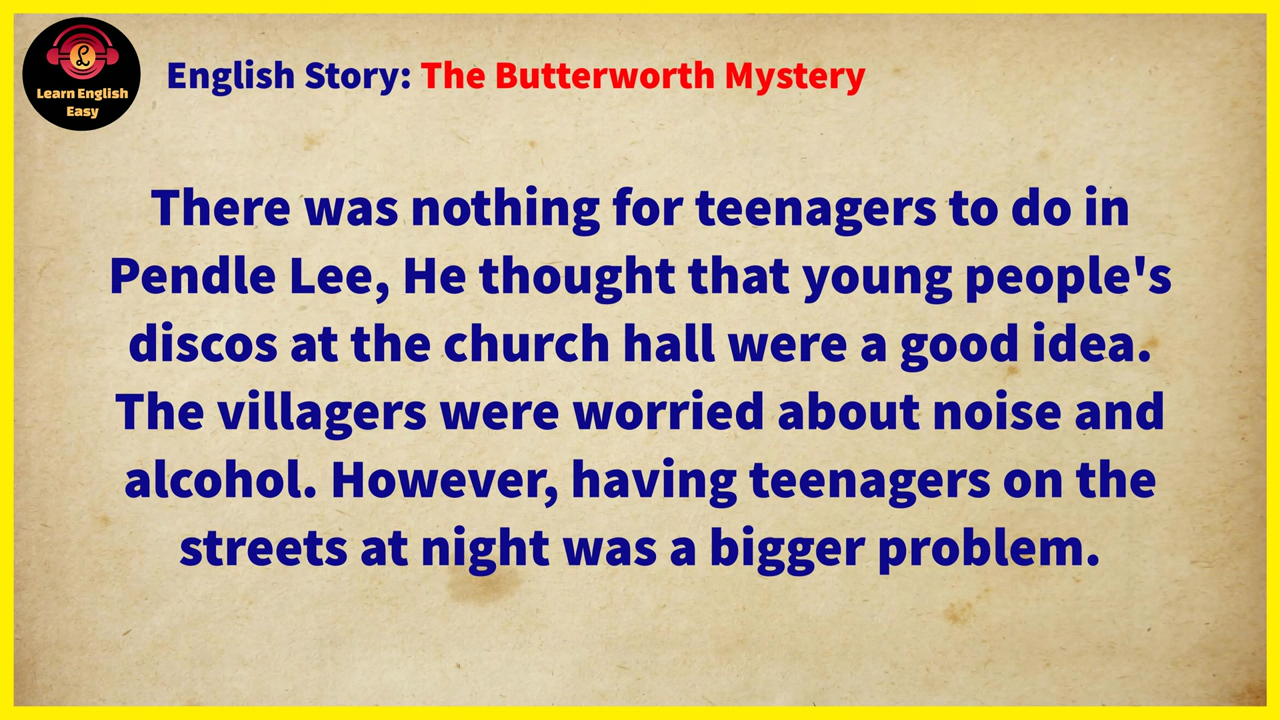 Learn English
Easy
English Story: The Butterworth Mystery
There was nothing for teenagers to do in
Pendle Lee, He thought that young people's
discos at the church hall were a good idea.
The villagers were worried about noise and
alcohol. However, having teenagers on the
streets at night was a bigger problem.